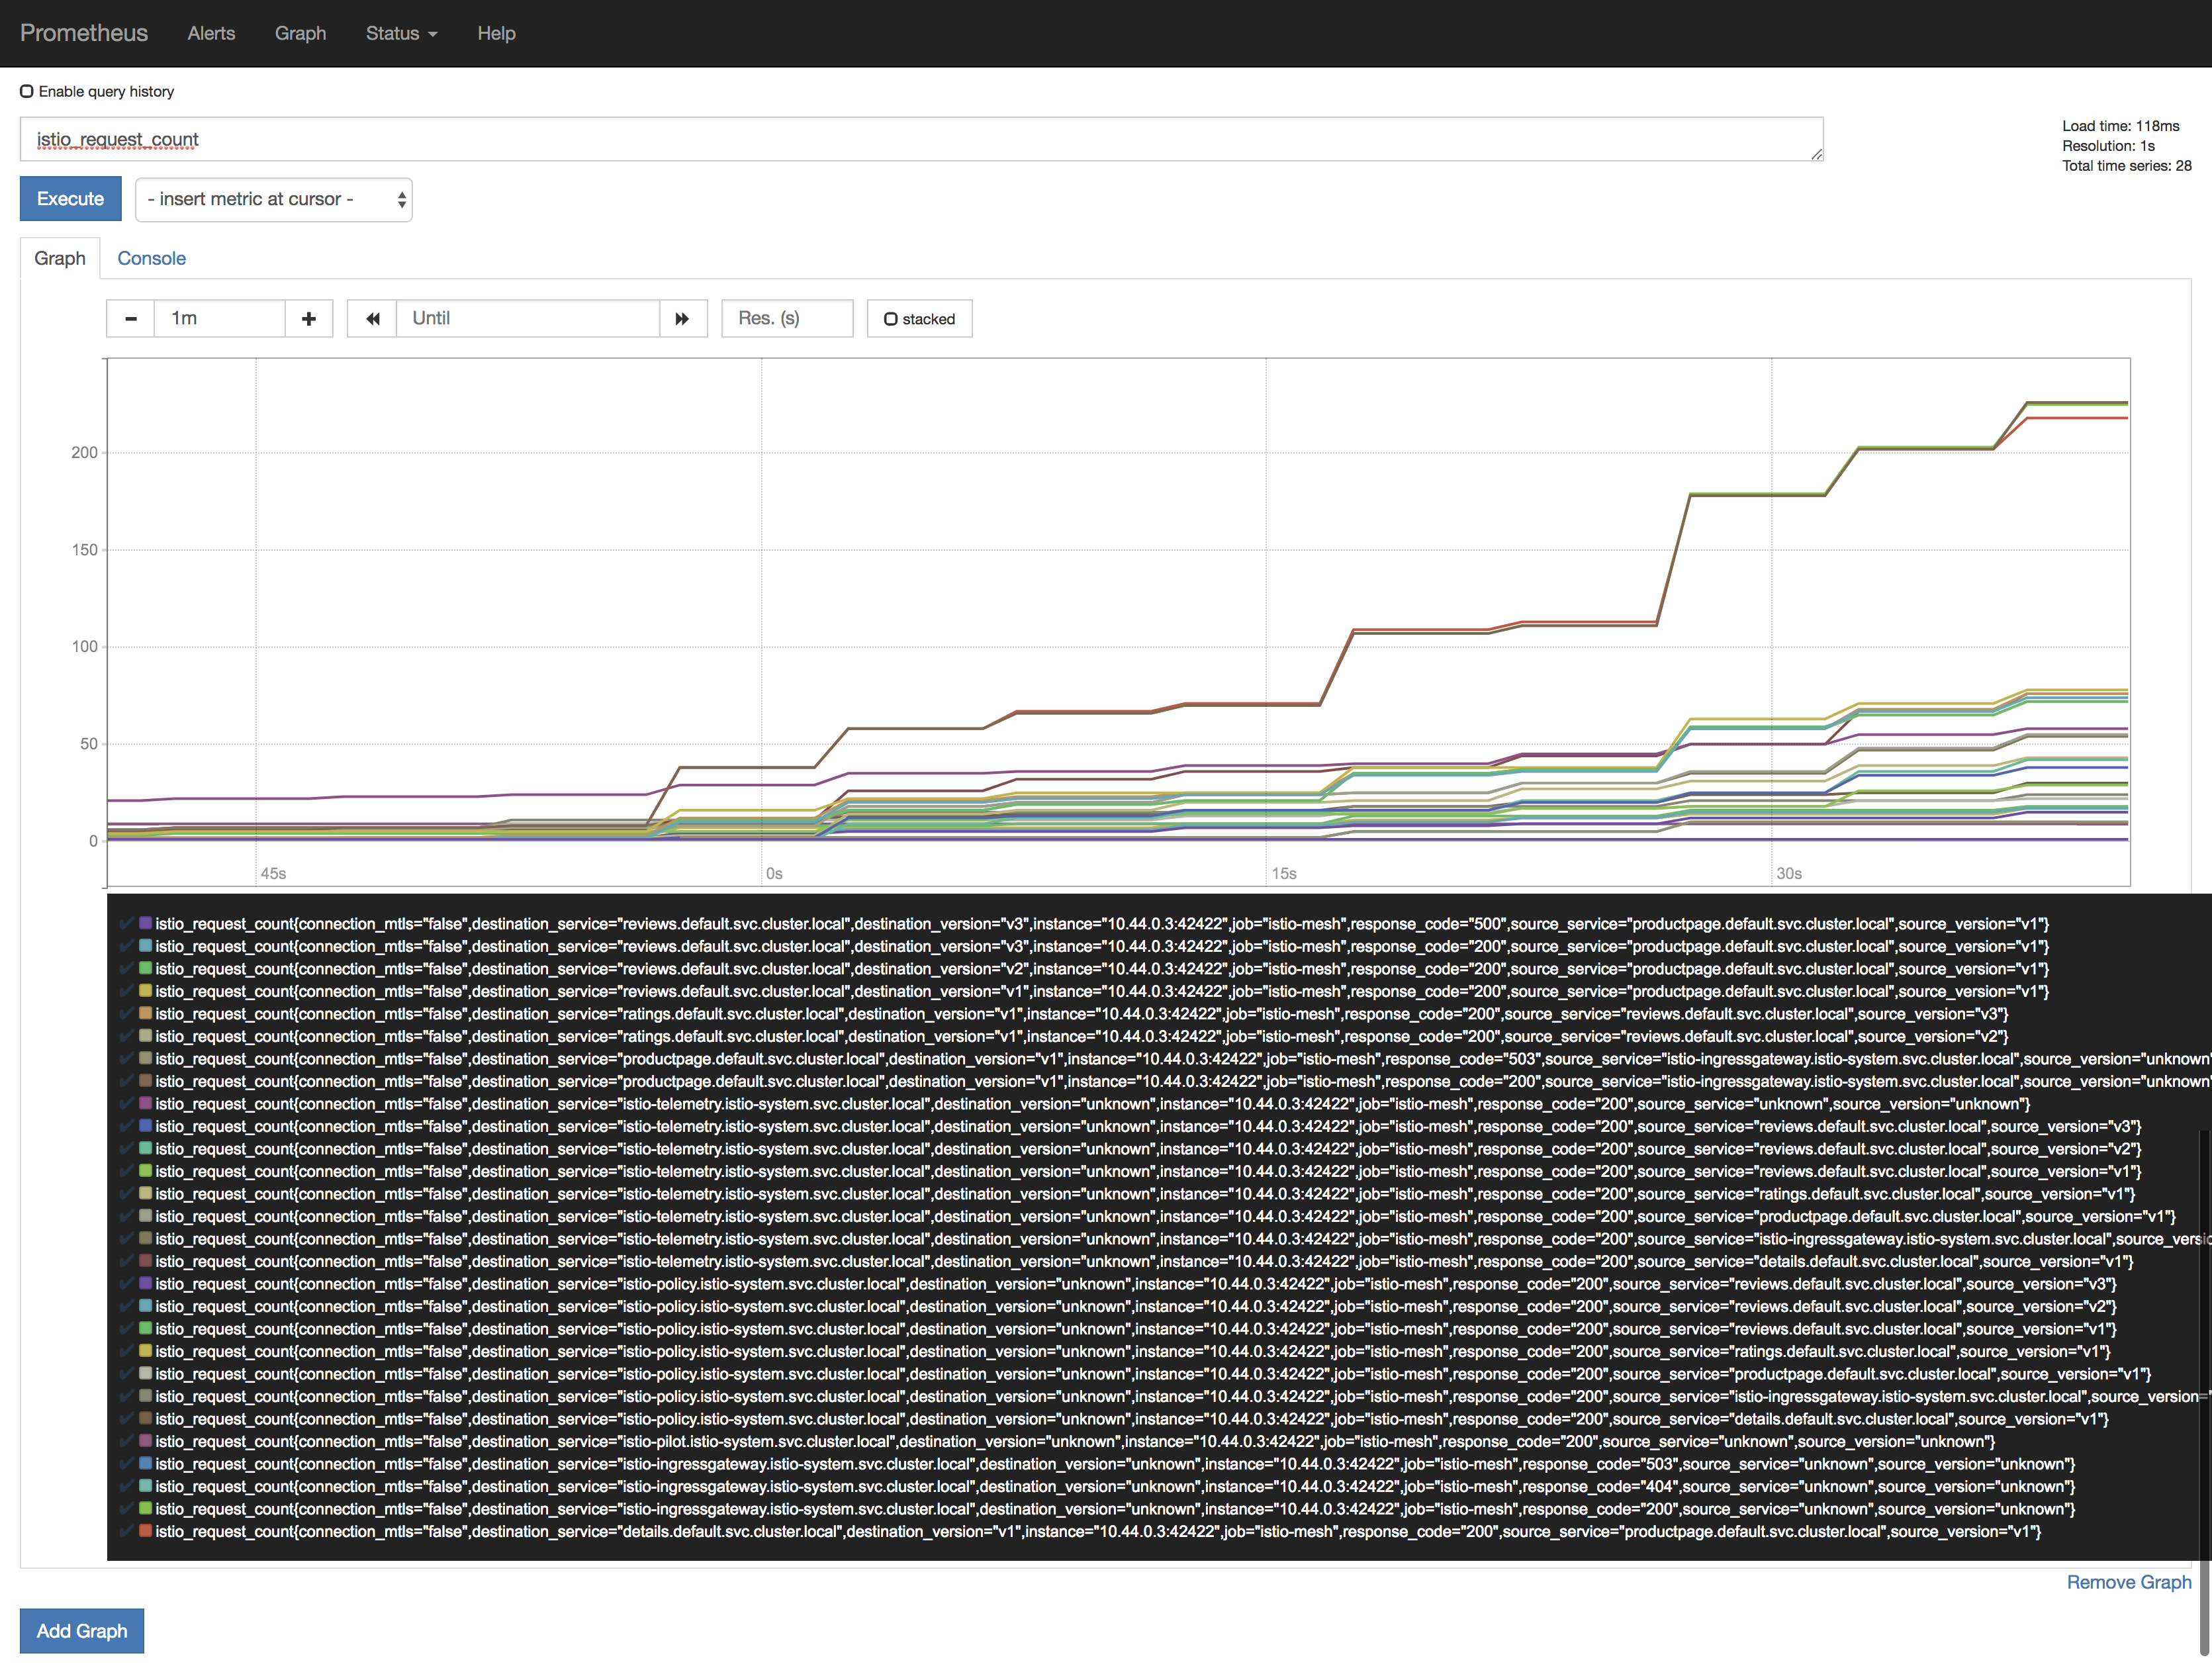 Prometheus Alerts Graph Status Help
Enable query history
istio_request_count
Load time: 118ms
Resolution: 1s
Total time series: 28
Execute - insert metric at cursor -
Graph Console
1m Until Res. (s) stacked
200
150
100
50
0
45s 0s 15s 30s
istio_request_count{connection_mtls="false",destination_service="reviews.default.svc.cluster.local",destination_version="v3",instance="10.44.0.3:42422",job="istio-mesh",response_code="500",source_service="productpage.default.svc.cluster.local",source_version="v1"}
istio_request_count{connection_mtls="false",destination_service="reviews.default.svc.cluster.local",destination_version="v3",instance="10.44.0.3:42422",job="istio-mesh",response_code="200",source_service="productpage.default.svc.cluster.local",source_version="v1"}
istio_request_count{connection_mtls="false",destination_service="reviews.default.svc.cluster.local",destination_version="v2",instance="10.44.0.3:42422",job="istio-mesh",response_code="200",source_service="productpage.default.svc.cluster.local",source_version="v1"}
istio_request_count{connection_mtls="false",destination_service="reviews.default.svc.cluster.local",destination_version="v1",instance="10.44.0.3:42422",job="istio-mesh",response_code="200",source_service="productpage.default.svc.cluster.local",source_version="v1"}
istio_request_count{connection_mtls="false",destination_service="ratings.default.svc.cluster.local",destination_version="v1",instance="10.44.0.3:42422",job="istio-mesh",response_code="200",source_service="reviews.default.svc.cluster.local",source_version="v3"}
istio_request_count{connection_mtls="false",destination_service="ratings.default.svc.cluster.local",destination_version="v1",instance="10.44.0.3:42422",job="istio-mesh",response_code="200",source_service="reviews.default.svc.cluster.local",source_version="v2"}
istio_request_count{connection_mtls="false",destination_service="productpage.default.svc.cluster.local",destination_version="v1",instance="10.44.0.3:42422",job="istio-mesh",response_code="503",source_service="istio-ingressgateway.istio-system.svc.cluster.local",source_version="unknown"
istio_request_count{connection_mtls="false",destination_service="productpage.default.svc.cluster.local",destination_version="v1",instance="10.44.0.3:42422",job="istio-mesh",response_code="200",source_service="istio-ingressgateway.istio-system.svc.cluster.local",source_version="unknown"
istio_request_count{connection_mtls="false",destination_service="istio-telemetry.istio-system.svc.cluster.local",destination_version="unknown",instance="10.44.0.3:42422",job="istio-mesh",response_code="200",source_service="unknown",source_version="unknown"}
istio_request_count{connection_mtls="false",destination_service="istio-telemetry.istio-system.svc.cluster.local",destination_version="unknown",instance="10.44.0.3:42422",job="istio-mesh",response_code="200",source_service="reviews.default.svc.cluster.local",source_version="v3"}
istio_request_count{connection_mtls="false",destination_service="istio-telemetry.istio-system.svc.cluster.local",destination_version="unknown",instance="10.44.0.3:42422",job="istio-mesh",response_code="200",source_service="reviews.default.svc.cluster.local",source_version="v2"}
istio_request_count{connection_mtls="false",destination_service="istio-telemetry.istio-system.svc.cluster.local",destination_version="unknown",instance="10.44.0.3:42422",job="istio-mesh",response_code="200",source_service="reviews.default.svc.cluster.local",source_version="v1"}
istio_request_count{connection_mtls="false",destination_service="istio-telemetry.istio-system.svc.cluster.local",destination_version="unknown",instance="10.44.0.3:42422",job="istio-mesh",response_code="200",source_service="ratings.default.svc.cluster.local",source_version="v1"}
istio_request_count{connection_mtls="false",destination_service="istio-telemetry.istio-system.svc.cluster.local",destination_version="unknown",instance="10.44.0.3:42422",job="istio-mesh",response_code="200",source_service="productpage.default.svc.cluster.local",source_version="v1"}
istio_request_count{connection_mtls="false",destination_service="istio-telemetry.istio-system.svc.cluster.local",destination_version="unknown",instance="10.44.0.3:42422",job="istio-mesh",response_code="200",source_service="istio-ingressgateway.istio-system.svc.cluster.local",source_versio
istio_request_count{connection_mtls="false",destination_service="istio-telemetry.istio-system.svc.cluster.local",destination_version="unknown",instance="10.44.0.3:42422",job="istio-mesh",response_code="200",source_service="details.default.svc.cluster.local",source_version="v1"}
istio_request_count{connection_mtls="false",destination_service="istio-policy.istio-system.svc.cluster.local",destination_version="unknown",instance="10.44.0.3:42422",job="istio-mesh",response_code="200",source_service="reviews.default.svc.cluster.local",source_version="v3"}
istio_request_count{connection_mtls="false",destination_service="istio-policy.istio-system.svc.cluster.local",destination_version="unknown",instance="10.44.0.3:42422",job="istio-mesh",response_code="200",source_service="reviews.default.svc.cluster.local",source_version="v2"}
istio_request_count{connection_mtls="false",destination_service="istio-policy.istio-system.svc.cluster.local",destination_version="unknown",instance="10.44.0.3:42422",job="istio-mesh",response_code="200",source_service="reviews.default.svc.cluster.local",source_version="v1"}
istio_request_count{connection_mtls="false",destination_service="istio-policy.istio-system.svc.cluster.local",destination_version="unknown",instance="10.44.0.3:42422",job="istio-mesh",response_code="200",source_service="ratings.default.svc.cluster.local",source_version="v1"}
istio_request_count{connection_mtls="false",destination_service="istio-policy.istio-system.svc.cluster.local",destination_version="unknown",instance="10.44.0.3:42422",job="istio-mesh",response_code="200",source_service="productpage.default.svc.cluster.local",source_version="v1"}
istio_request_count{connection_mtls="false",destination_service="istio-policy.istio-system.svc.cluster.local",destination_version="unknown",instance="10.44.0.3:42422",job="istio-mesh",response_code="200",source_service="istio-ingressgateway.istio-system.svc.cluster.local",source_version="
istio_request_count{connection_mtls="false",destination_service="istio-policy.istio-system.svc.cluster.local",destination_version="unknown",instance="10.44.0.3:42422",job="istio-mesh",response_code="200",source_service="details.default.svc.cluster.local",source_version="v1"}
istio_request_count{connection_mtls="false",destination_service="istio-pilot.istio-system.svc.cluster.local",destination_version="unknown",instance="10.44.0.3:42422",job="istio-mesh",response_code="200",source_service="unknown",source_version="unknown"}
istio_request_count{connection_mtls="false",destination_service="istio-ingressgateway.istio-system.svc.cluster.local",destination_version="unknown",instance="10.44.0.3:42422",job="istio-mesh",response_code="503",source_service="unknown",source_version="unknown"}
istio_request_count{connection_mtls="false",destination_service="istio-ingressgateway.istio-system.svc.cluster.local",destination_version="unknown",instance="10.44.0.3:42422",job="istio-mesh",response_code="404",source_service="unknown",source_version="unknown"}
istio_request_count{connection_mtls="false",destination_service="istio-ingressgateway.istio-system.svc.cluster.local",destination_version="unknown",instance="10.44.0.3:42422",job="istio-mesh",response_code="200",source_service="unknown",source_version="unknown"}
istio_request_count{connection_mtls="false",destination_service="details.default.svc.cluster.local",destination_version="v1",instance="10.44.0.3:42422",job="istio-mesh",response_code="200",source_service="productpage.default.svc.cluster.local",source_version="v1"}
Remove Graph
Add Graph